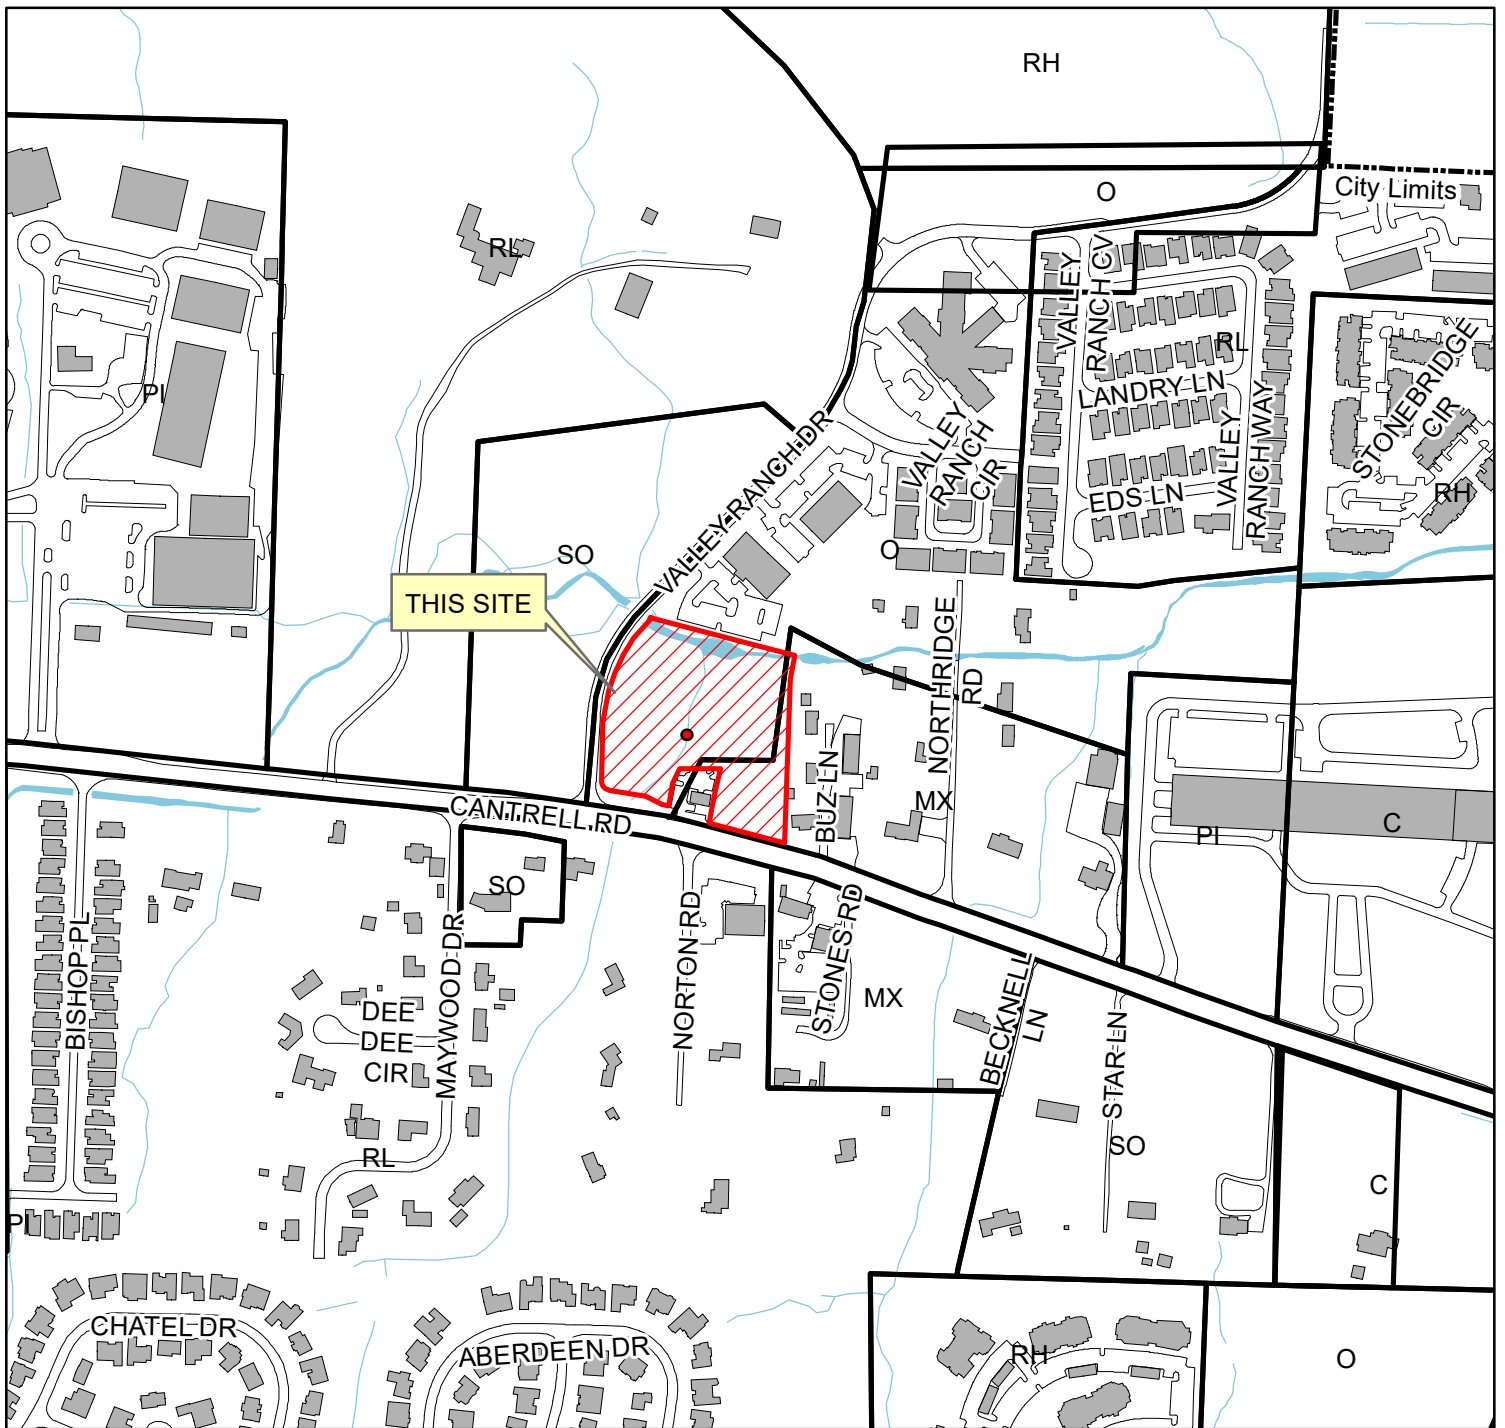 RH
City Limits
O
RL
VALLEY
RANCH CV
RL
STONEBRIDGE
CIR
PI
LANDRY LN
VALLEY RANCH DR
VALLEY
RANCH
CIR
VALLEY
RANCH WAY
EDS LN
RH
SO
O
THIS SITE
NORTHRIDGE
RD
CANTRELL RD
BUZ LN
MX
PI
C
SO
BISHOP PL
MAYWOOD DR
NORTON RD
STONES RD
MX
BECKNELL
LN
DEE
DEE
CIR
STAR LN
RL
SO
C
PI
CHATEL DR
ABERDEEN DR
RH
O